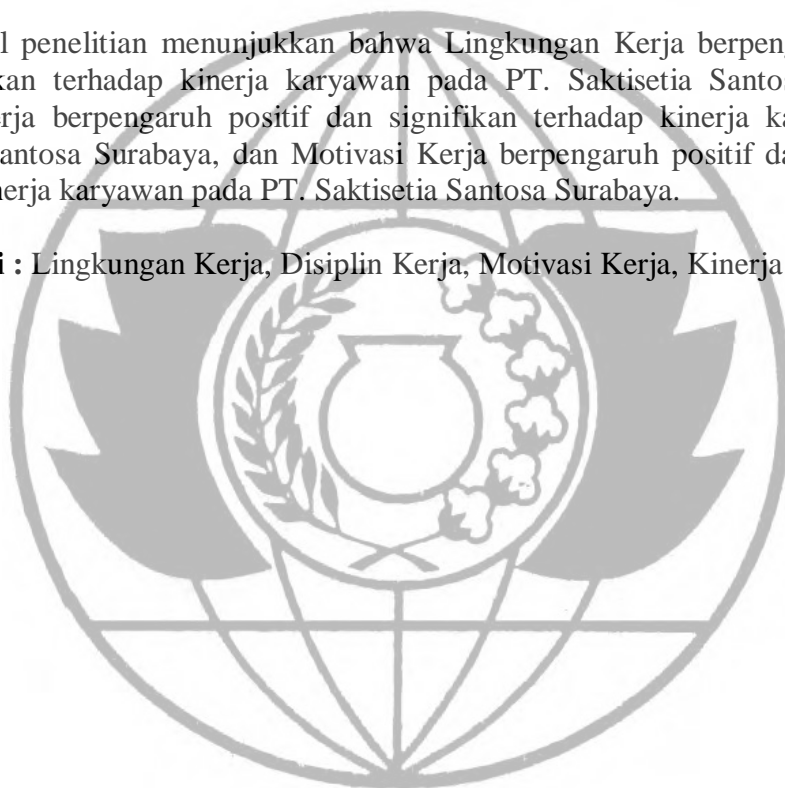 l penelitian menunjukkan bahwa Lingkungan Kerja berpeng
kan terhadap kinerja karyawan pada PT. Saktisetia Santos
erja berpengaruh positif dan signifikan terhadap kinerja ka
Santosa Surabaya, dan Motivasi Kerja berpengaruh positif da
nerja karyawan pada PT. Saktisetia Santosa Surabaya.
i : Lingkungan Kerja, Disiplin Kerja, Motivasi Kerja, Kinerja